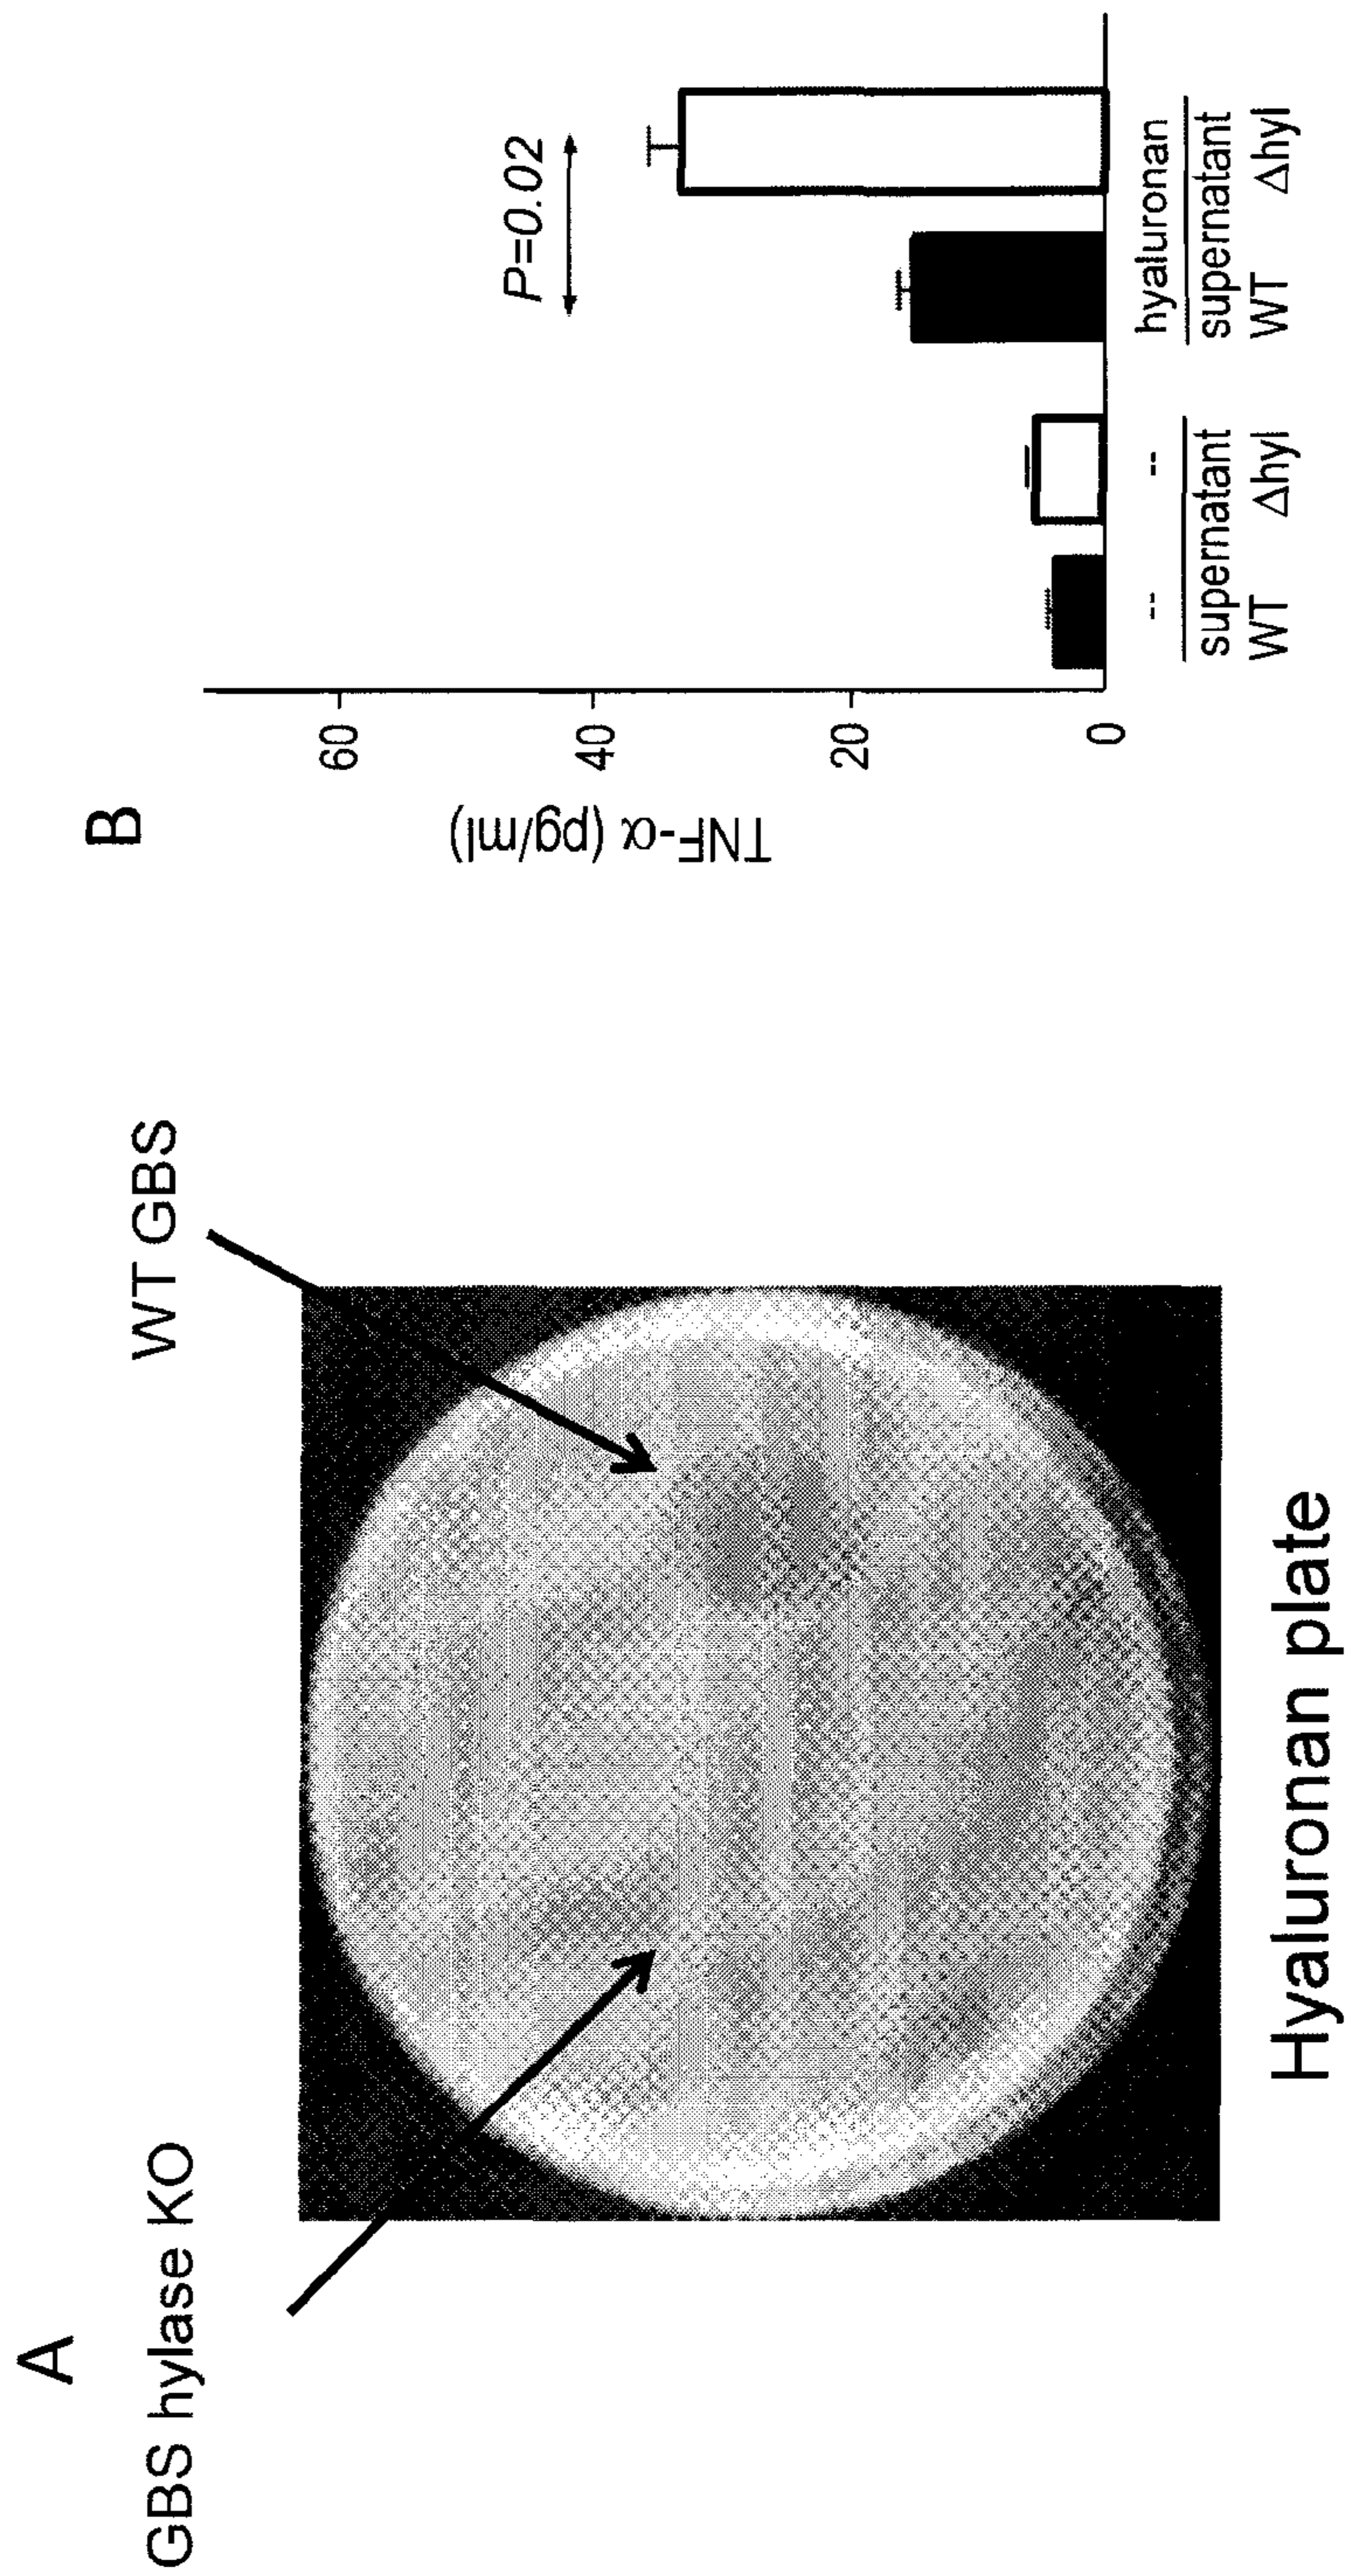 A
GBS hylase KO
WT GBS
Hyaluronan plate
B
TNF-α (pg/ml)
60
40
20
0
P=0.02
-- -- hyaluronan
supernatant supernatant
WT Δhyl WT Δhyl